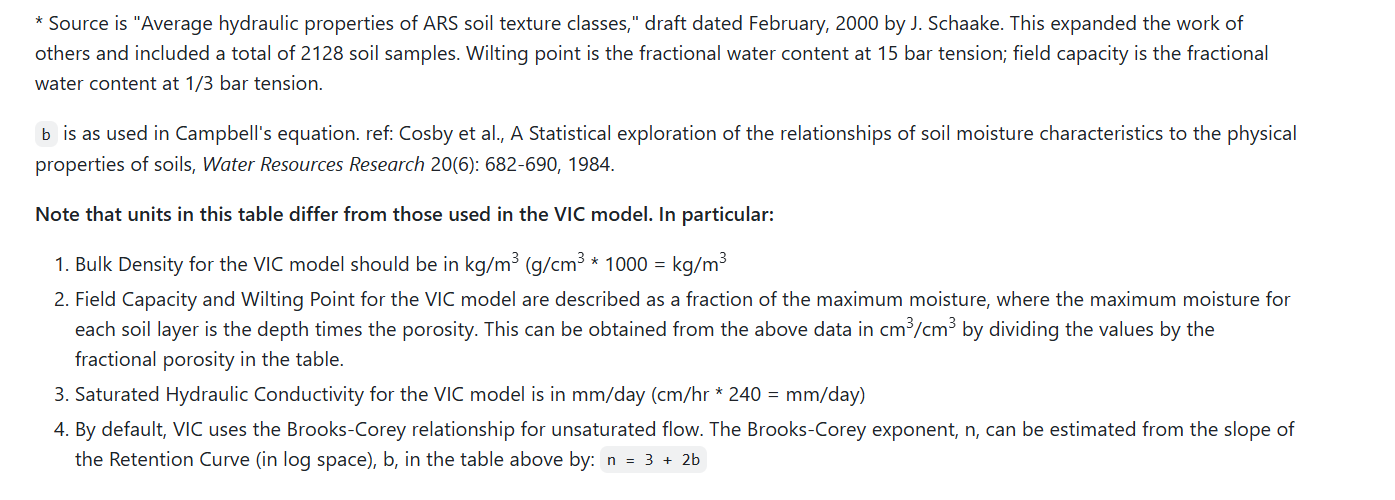 * Source is "Average hydraulic properties of ARS soil texture classes," draft dated February, 2000 by J. Schaake. This expanded the work of
others and included a total of 2128 soil samples. Wilting point is the fractional water content at 15 bar tension; field capacity is the fractional
water content at 1/3 bar tension.
b is as used in Campbell's equation. ref: Cosby et al., A Statistical exploration of the relationships of soil moisture characteristics to the physical
properties of soils, Water Resources Research 20(6): 682-690, 1984.
Note that units in this table differ from those used in the VIC model. In particular:
1. Bulk Density for the VIC model should be in kg/m³ (g/cm³ * 1000 = kg/m³
2. Field Capacity and Wilting Point for the VIC model are described as a fraction of the maximum moisture, where the maximum moisture for
each soil layer is the depth times the porosity. This can be obtained from the above data in cm³/cm³ by dividing the values by the
fractional porosity in the table.
3. Saturated Hydraulic Conductivity for the VIC model is in mm/day (cm/hr * 240 = mm/day)
4. By default, VIC uses the Brooks-Corey relationship for unsaturated flow. The Brooks-Corey exponent, n, can be estimated from the slope of
the Retention Curve (in log space), b, in the table above by: n = 3 + 2b